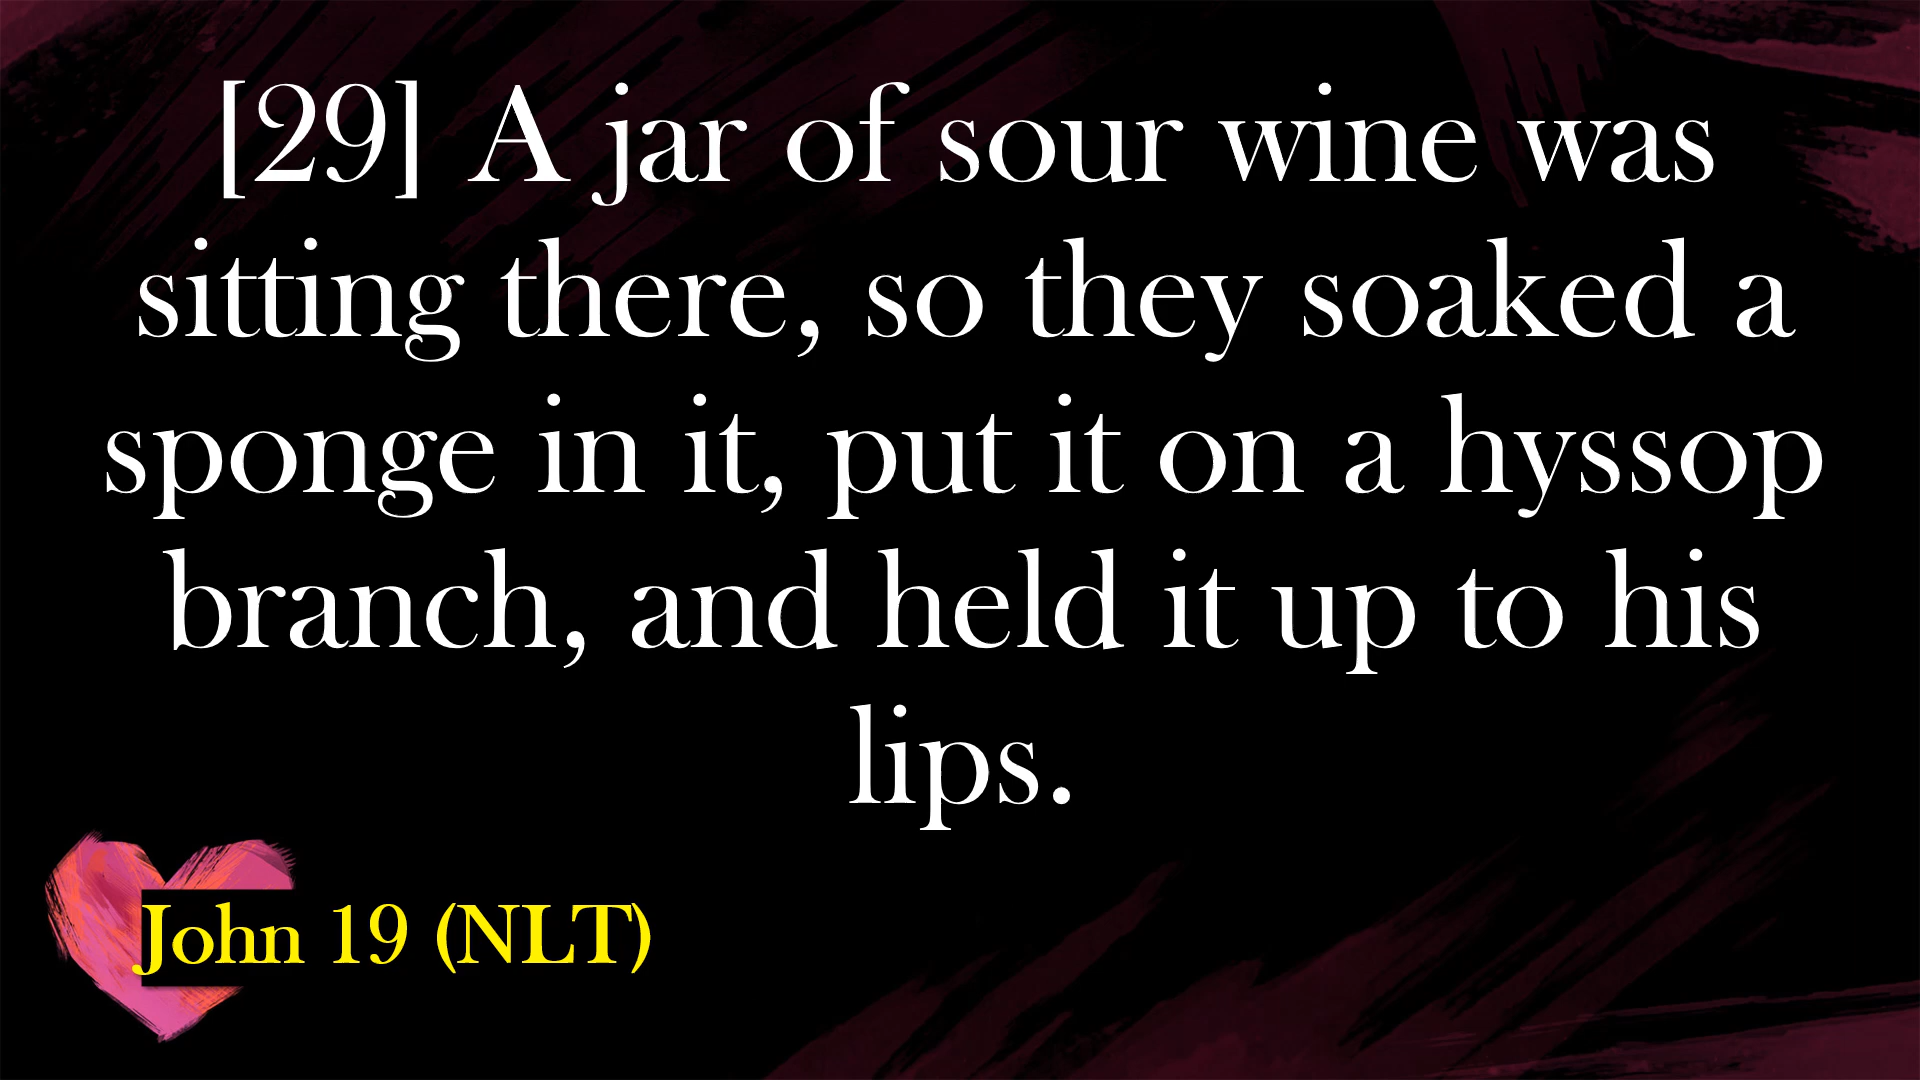 [29] A jar of sour wine was
sitting there, so they soaked a
sponge in it, put it on a hyssop
branch, and held it up to his
lips.
John 19 (NLT)